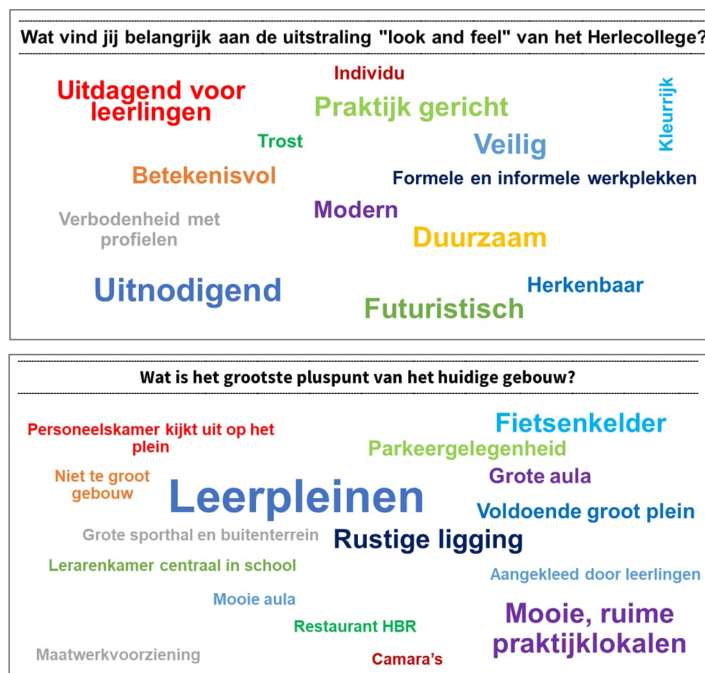 Wat vind jij belangrijk aan de uitstraling "look and feel" van het Herlecollege?
Individu
Uitdagend voor
leerlingen
Praktijk gericht
Kleurrijk
Trost
Veilig
Betekenisvol
Formele en informele werkplekken
Modern
Verbodenheid met
profielen
Duurzaam
Uitnodigend
Herkenbaar
Futuristisch
Wat is het grootste pluspunt van het huidige gebouw?
Fietsenkelder
Personeelskamer kijkt uit op het
plein
Parkeergelegenheid
Niet te groot
gebouw
Leerpleinen
Grote aula
Voldoende groot plein
Grote sporthal en buitenterrein
Rustige ligging
Lerarenkamer centraal in school
Aangekleed door leerlingen
Mooie aula
Mooie, ruime
praktijklokalen
Restaurant HBR
Maatwerkvoorziening
Camara’s